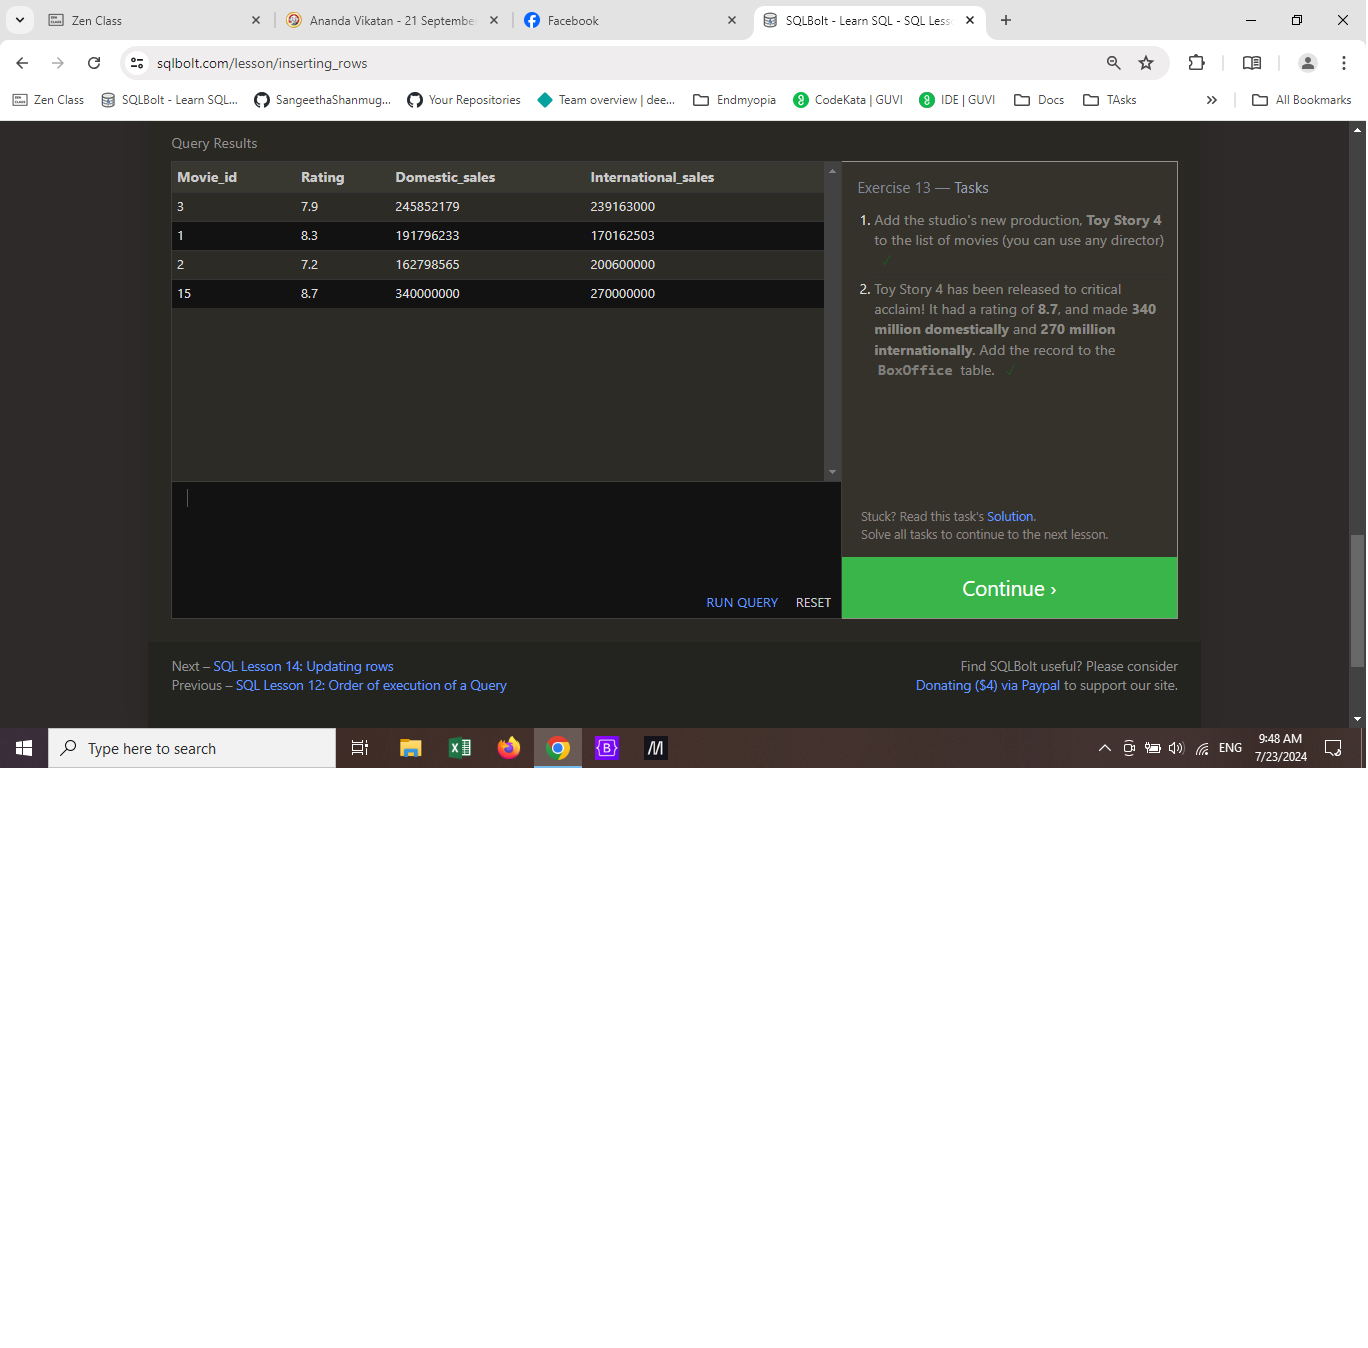 Zen Class
Ananda Vikatan - 21 September
Facebook
SQLBolt - Learn SQL - SQL Less
sqlbolt.com/lesson/inserting_rows
Zen Class
SQLBolt - Learn SQL...
SangeethaShanmug...
Your Repositories
Team overview | dee...
Endmyopia
CodeKata | GUVI
IDE | GUVI
Docs
TAsks
All Bookmarks
Query Results
Movie_id Rating Domestic_sales International_sales
3 7.9 245852179 239163000
1 8.3 191796233 170162503
2 7.2 162798565 200600000
15 8.7 340000000 270000000
Exercise 13 — Tasks
1. Add the studio's new production, Toy Story 4
to the list of movies (you can use any director)
✓
2. Toy Story 4 has been released to critical
acclaim! It had a rating of 8.7, and made 340
million domestically and 270 million
internationally. Add the record to the
BoxOffice table. ✓
Stuck? Read this task's Solution.
Solve all tasks to continue to the next lesson.
RUN QUERY RESET
Continue ›
Next – SQL Lesson 14: Updating rows
Previous – SQL Lesson 12: Order of execution of a Query
Find SQLBolt useful? Please consider
Donating ($4) via Paypal to support our site.
Type here to search
ENG
9:48 AM
7/23/2024